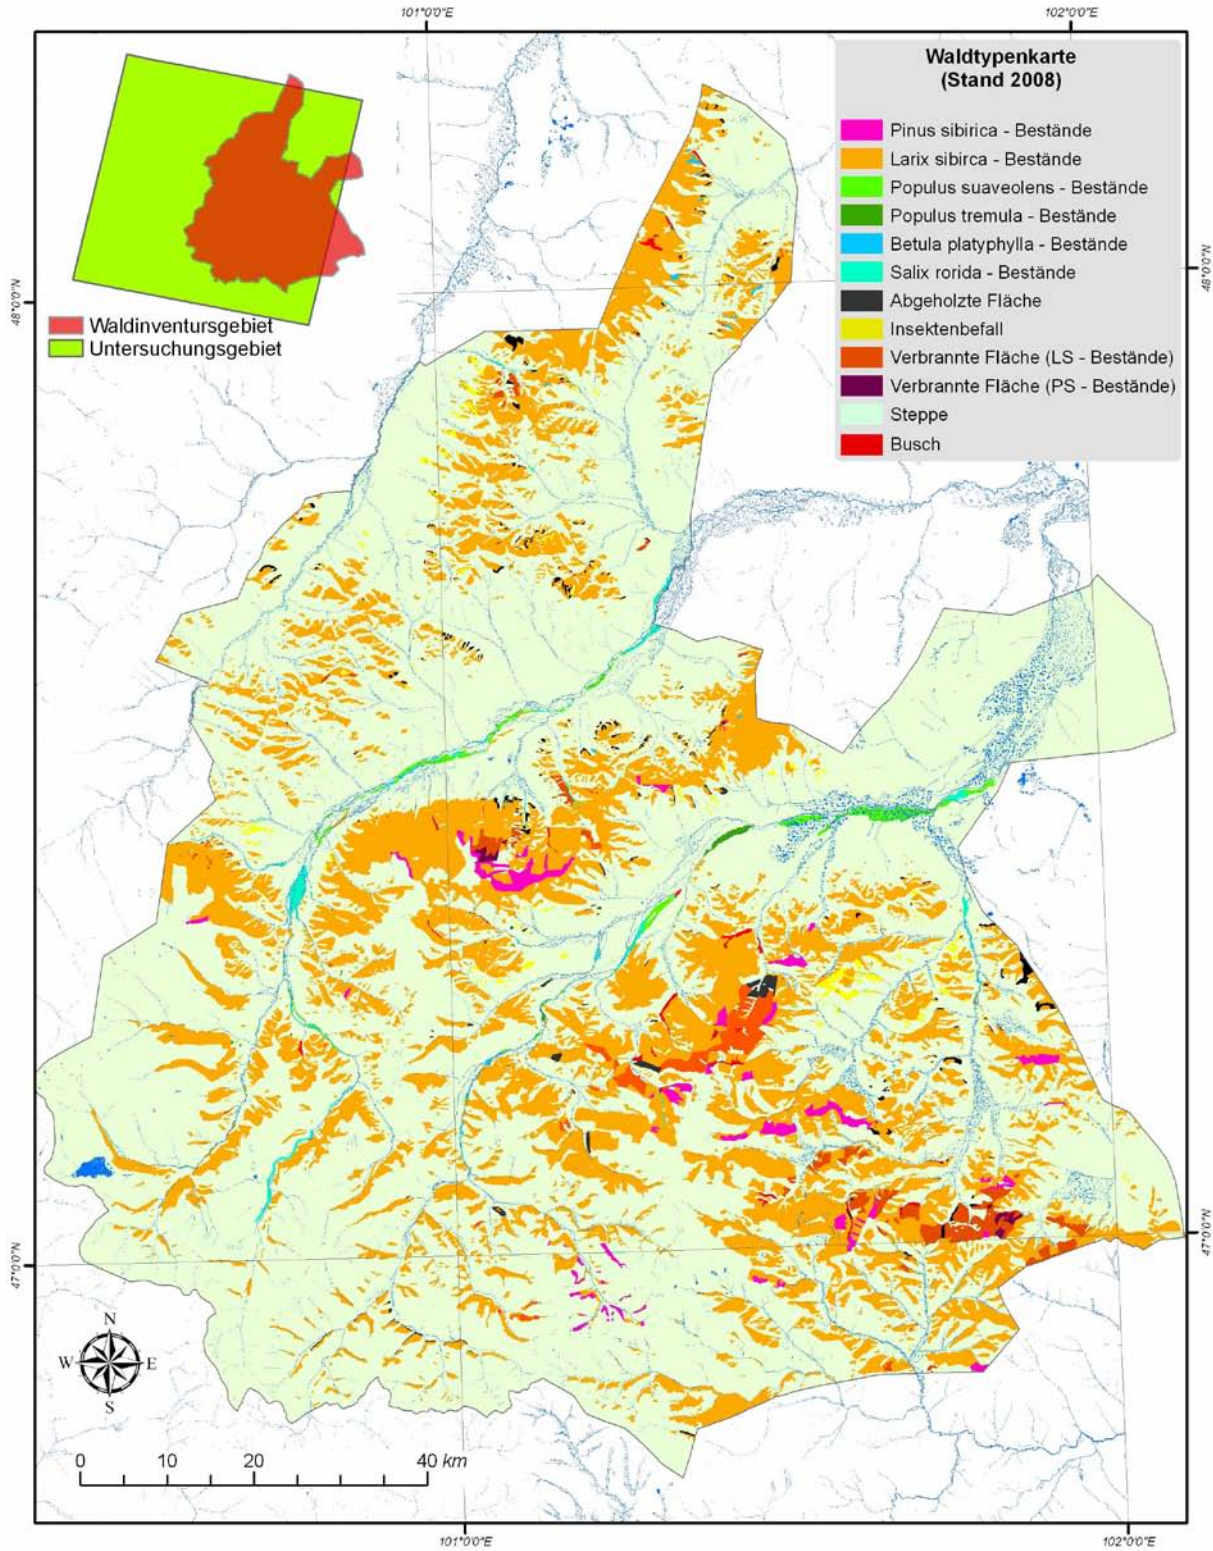 101°0'0"E
102°0'0"E
Waldtypenkarte
(Stand 2008)
Pinus sibirica - Bestände
Larix sibirca - Bestände
Populus suaveolens - Bestände
Populus tremula - Bestände
Betula platyphylla - Bestände
Salix rorida - Bestände
Abgeholzte Fläche
Insektenbefall
Verbrannte Fläche (LS - Bestände)
Verbrannte Fläche (PS - Bestände)
Steppe
Busch
Waldinventursgebiet
Untersuchungsgebiet
48°0'0"N
48°0'0"N
47°0'0"N
47°0'0"N
N
W
E
S
0 10 20 40 km
101°0'0"E
102°0'0"E